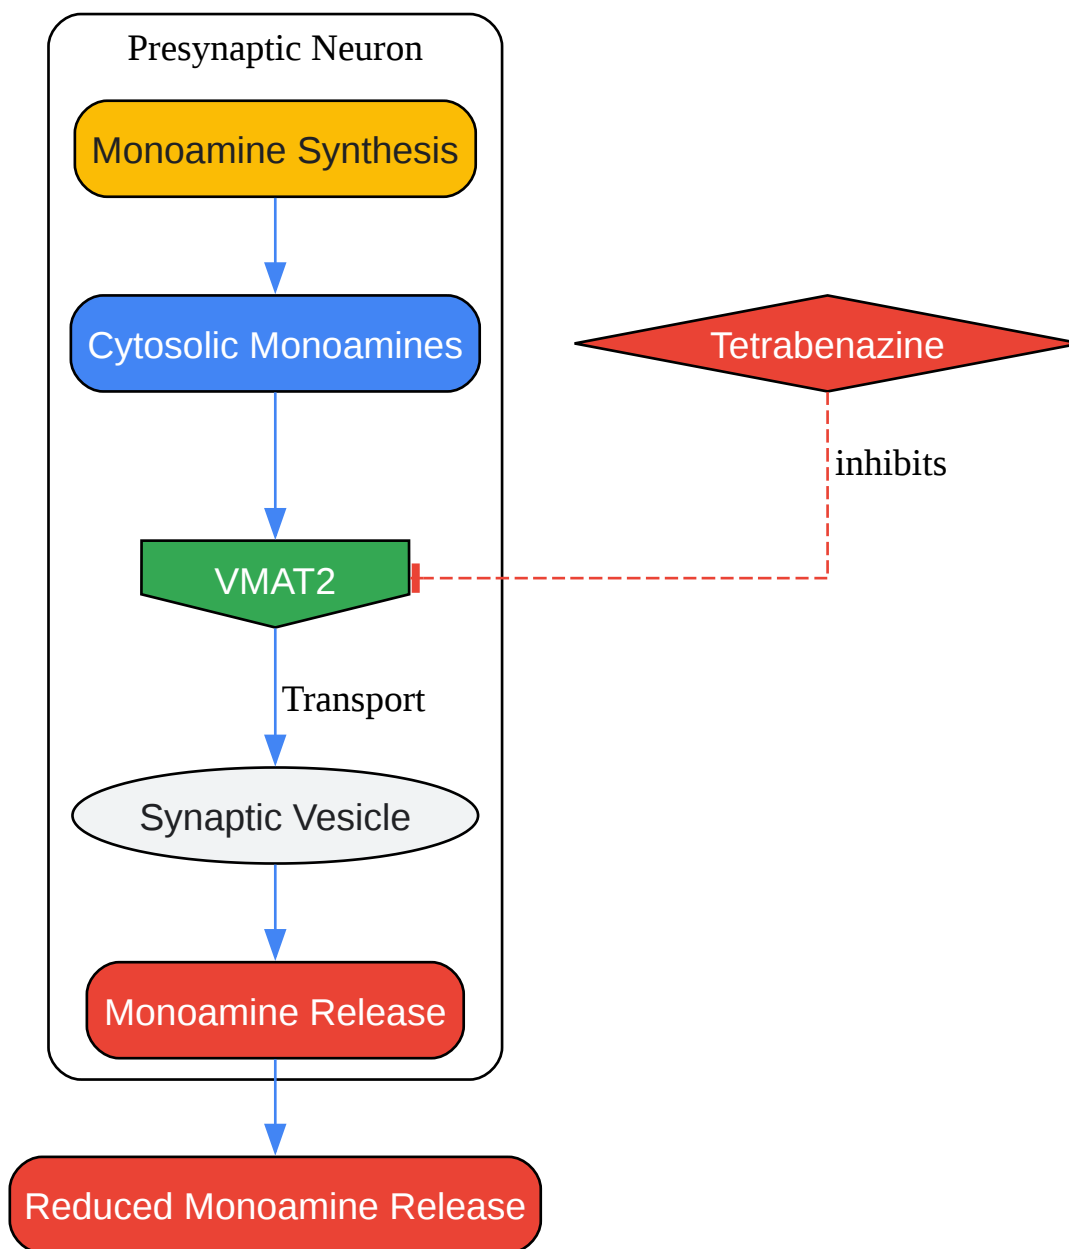 Presynaptic Neuron
Monoamine Synthesis
Cytosolic Monoamines
Tetrabenazine
inhibits
VMAT2
Transport
Synaptic Vesicle
Monoamine Release
Reduced Monoamine Release